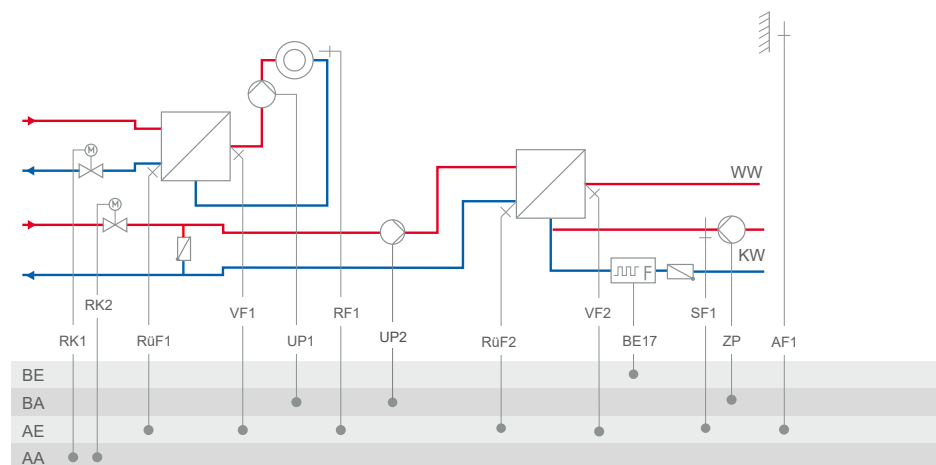 M
M
WW
F
KW
RK2
RK1
RüF1
VF1
UP1
RF1
UP2
RüF2
VF2
BE17
SF1
ZP
AF1
BE
BA
AE
AA